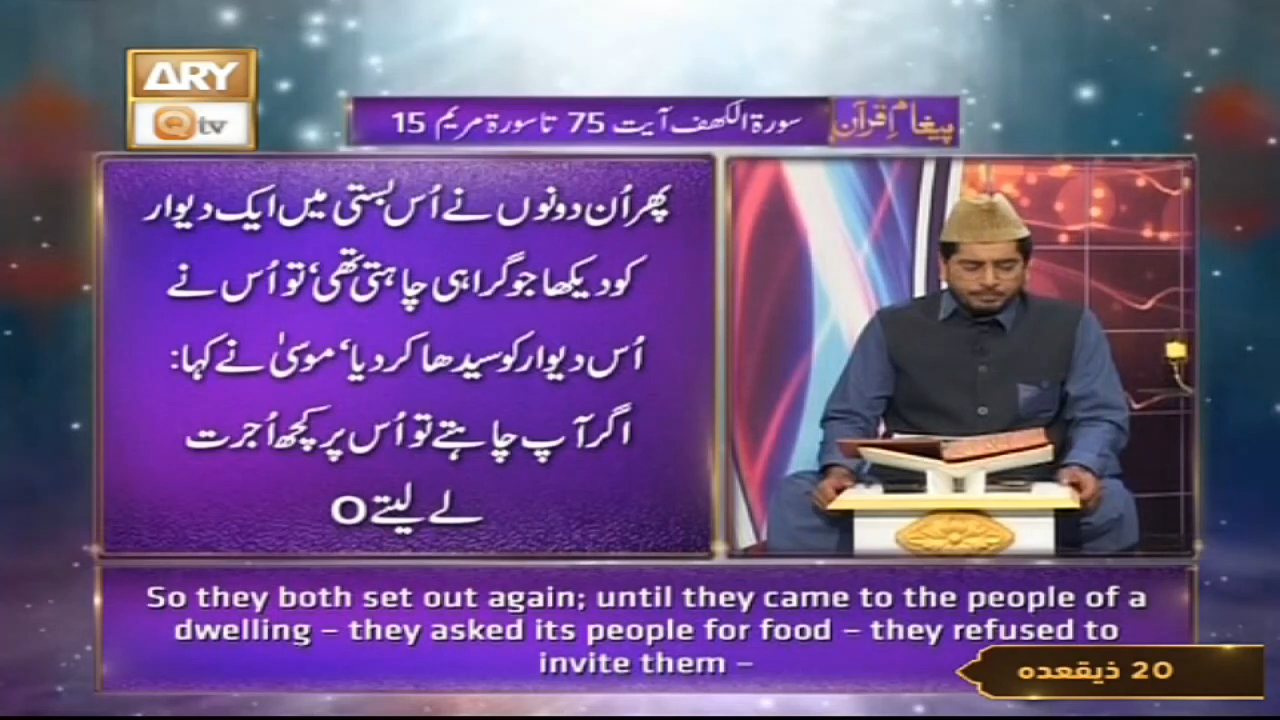 ARY
Qtv
پیغامِ قرآن
سورۃ الکھف آیت 75 تا سورۃ مریم 15
پھر اُن دونوں نے اُس بستی میں ایک دیوار
کو دیکھا جو گرا ہی چاہتی تھی‘ تو اُس نے
اُس دیوار کو سیدھا کر دیا‘ موسیٰ نے کہا:
اگر آپ چاہتے تو اُس پر کچھ اُجرت
لے لیتے O
So they both set out again; until they came to the people of a
dwelling – they asked its people for food – they refused to
invite them –
20 ذیقعدہ